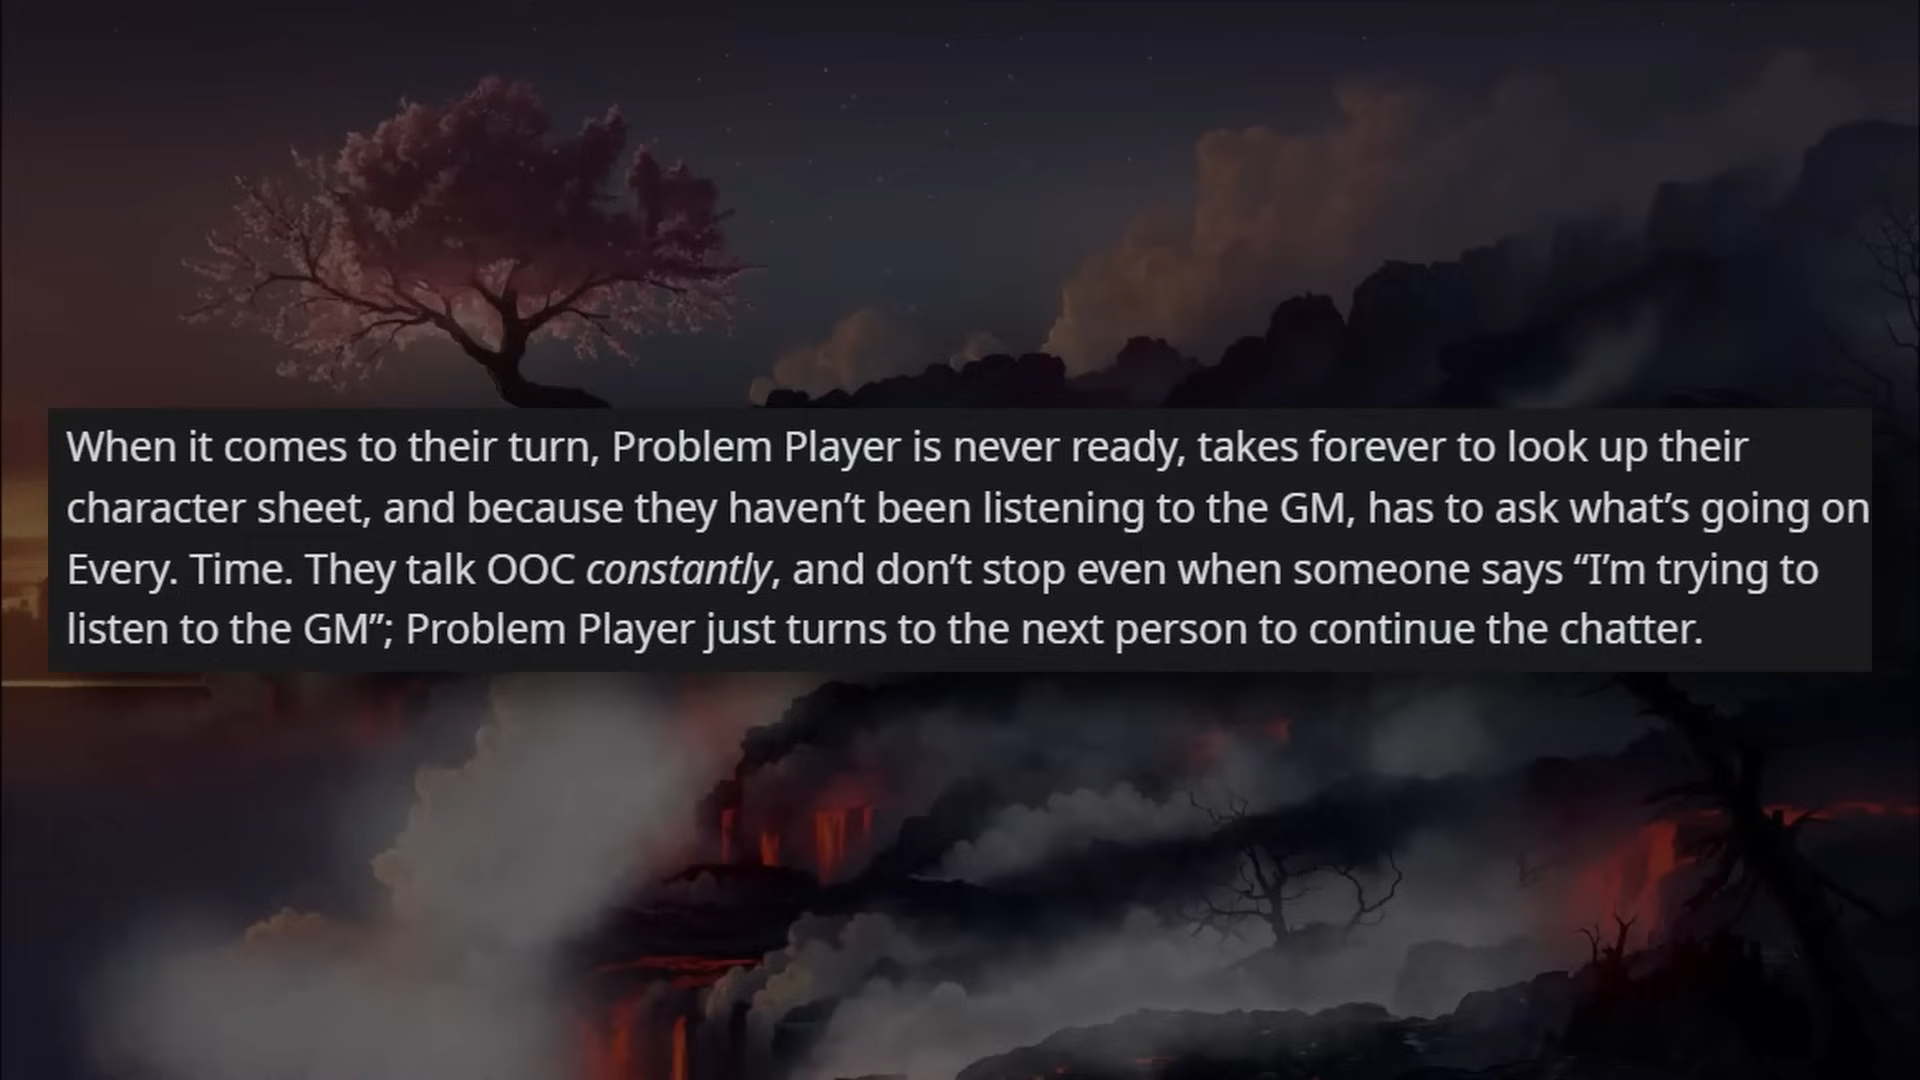 When it comes to their turn, Problem Player is never ready, takes forever to look up their
character sheet, and because they haven’t been listening to the GM, has to ask what’s going on
Every. Time. They talk OOC constantly, and don’t stop even when someone says “I’m trying to
listen to the GM”; Problem Player just turns to the next person to continue the chatter.